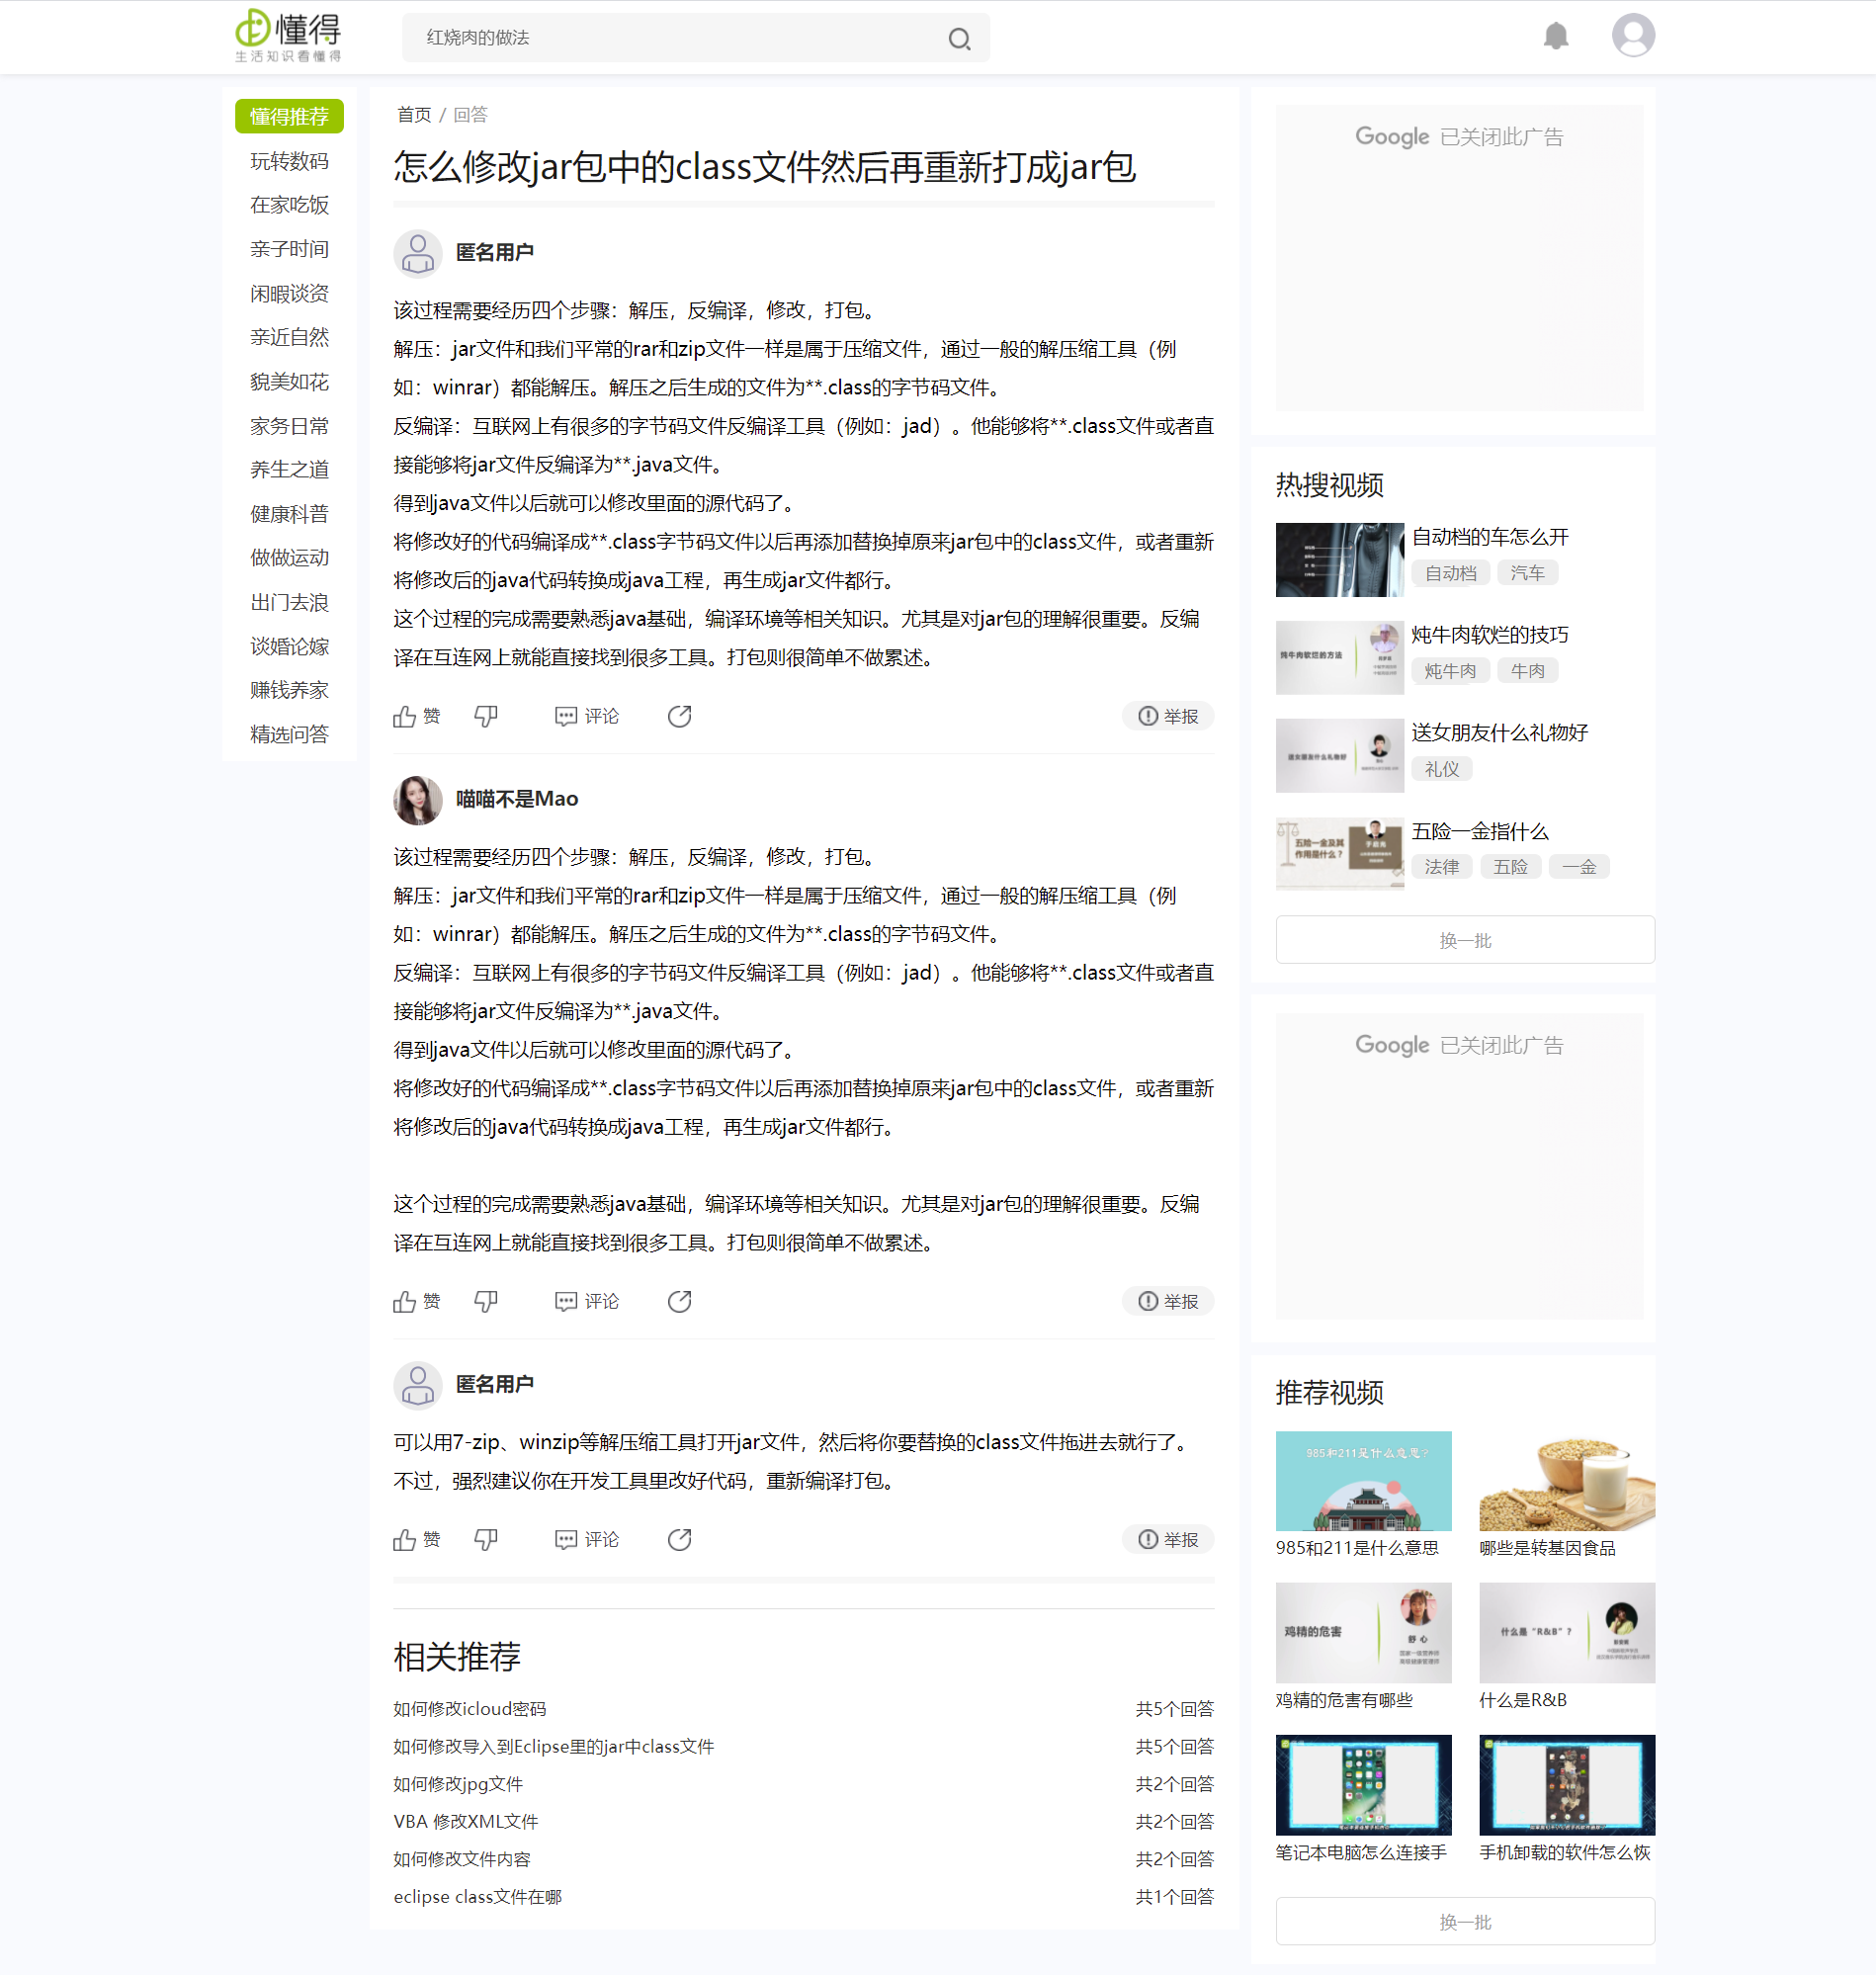 懂得
生活知识看懂得
红烧肉的做法
懂得推荐
玩转数码
在家吃饭
亲子时间
闲暇谈资
亲近自然
貌美如花
家务日常
养生之道
健康科普
做做运动
出门去浪
谈婚论嫁
赚钱养家
精选问答
首页 / 回答
怎么修改jar包中的class文件然后再重新打成jar包
匿名用户
该过程需要经历四个步骤：解压，反编译，修改，打包。
解压：jar文件和我们平常的rar和zip文件一样是属于压缩文件，通过一般的解压缩工具（例
如：winrar）都能解压。解压之后生成的文件为**.class的字节码文件。
反编译：互联网上有很多的字节码文件反编译工具（例如：jad）。他能够将**.class文件或者直
接能够将jar文件反编译为**.java文件。
得到java文件以后就可以修改里面的源代码了。
将修改好的代码编译成**.class字节码文件以后再添加替换掉原来jar包中的class文件，或者重新
将修改后的java代码转换成java工程，再生成jar文件都行。
这个过程的完成需要熟悉java基础，编译环境等相关知识。尤其是对jar包的理解很重要。反编
译在互连网上就能直接找到很多工具。打包则很简单不做累述。
赞 评论 举报
喵喵不是Mao
该过程需要经历四个步骤：解压，反编译，修改，打包。
解压：jar文件和我们平常的rar和zip文件一样是属于压缩文件，通过一般的解压缩工具（例
如：winrar）都能解压。解压之后生成的文件为**.class的字节码文件。
反编译：互联网上有很多的字节码文件反编译工具（例如：jad）。他能够将**.class文件或者直
接能够将jar文件反编译为**.java文件。
得到java文件以后就可以修改里面的源代码了。
将修改好的代码编译成**.class字节码文件以后再添加替换掉原来jar包中的class文件，或者重新
将修改后的java代码转换成java工程，再生成jar文件都行。
这个过程的完成需要熟悉java基础，编译环境等相关知识。尤其是对jar包的理解很重要。反编
译在互连网上就能直接找到很多工具。打包则很简单不做累述。
赞 评论 举报
匿名用户
可以用7-zip、winzip等解压缩工具打开jar文件，然后将你要替换的class文件拖进去就行了。
不过，强烈建议你在开发工具里改好代码，重新编译打包。
赞 评论 举报
相关推荐
如何修改icloud密码 共5个回答
如何修改导入到Eclipse里的jar中class文件 共5个回答
如何修改jpg文件 共2个回答
VBA 修改XML文件 共2个回答
如何修改文件内容 共2个回答
eclipse class文件在哪 共1个回答
Google 已关闭此广告
热搜视频
自动档的车怎么开
自动档 汽车
炖牛肉软烂的方法
炖牛肉软烂的技巧
炖牛肉 牛肉
送女朋友什么礼物好
送女朋友什么礼物好
礼仪
五险一金及其
作用是什么？
五险一金指什么
法律 五险 一金
换一批
Google 已关闭此广告
推荐视频
985和211是什么意思?
985和211是什么意思
哪些是转基因食品
鸡精的危害
舒 心
鸡精的危害有哪些
什么是“R&B”？
什么是R&B
笔记本电脑怎么连接手
手机卸载的软件怎么恢
换一批